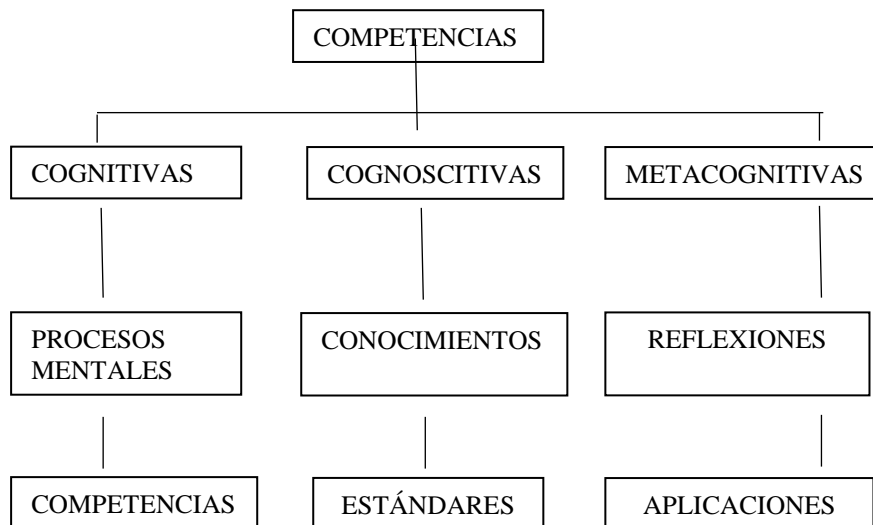 COMPETENCIAS
COGNITIVAS
COGNOSCITIVAS
METACOGNITIVAS
PROCESOS
MENTALES
CONOCIMIENTOS
REFLEXIONES
COMPETENCIAS
ESTÁNDARES
APLICACIONES